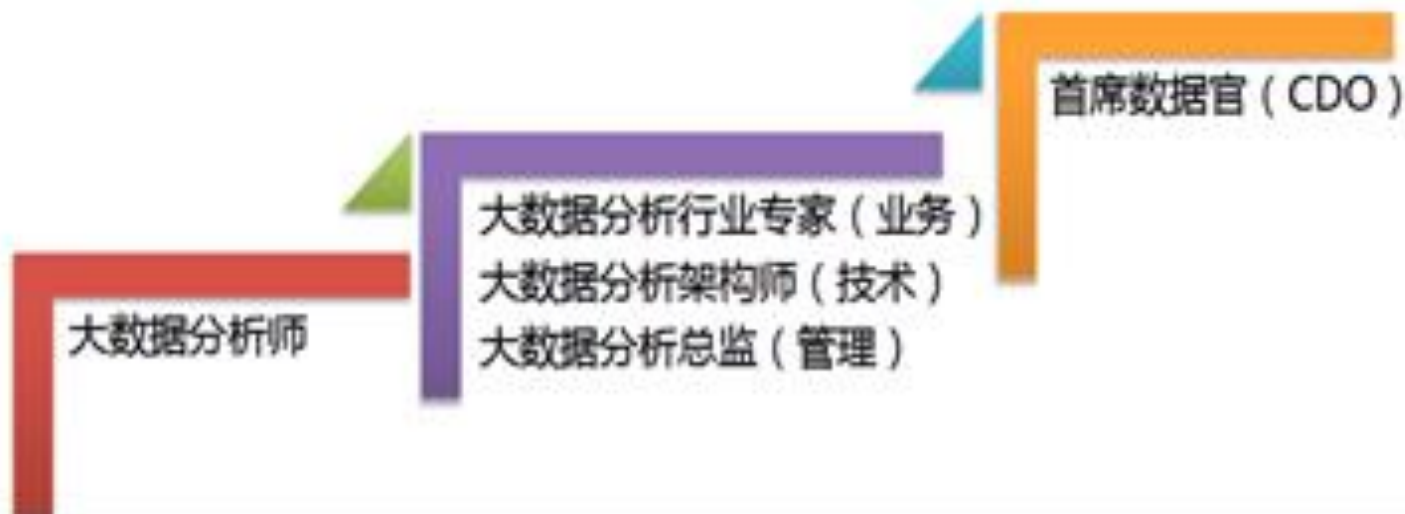 首席数据官（CDO）
大数据分析行业专家（业务）
大数据分析架构师（技术）
大数据分析总监（管理）
大数据分析师